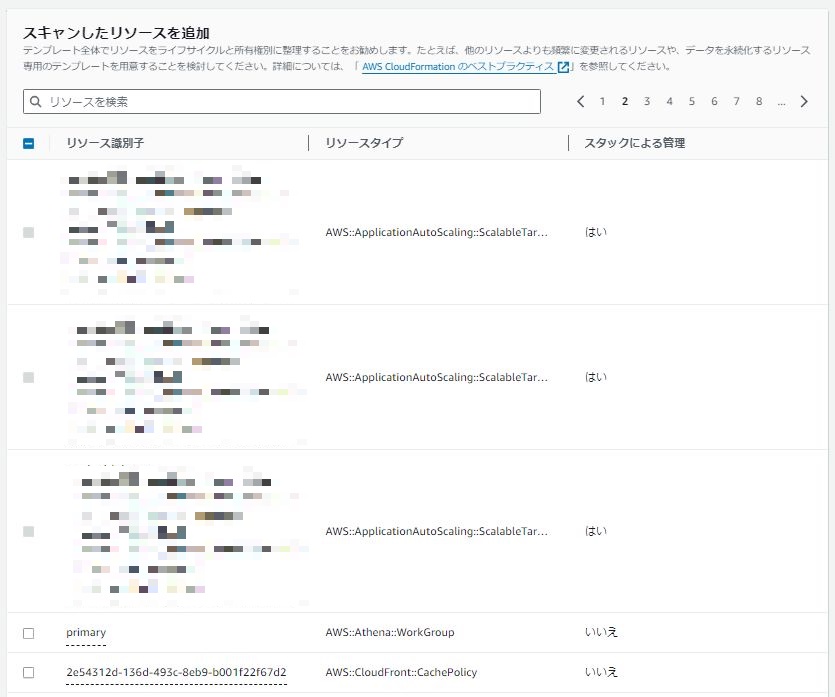 スキャンしたリソースを追加
テンプレート全体でリソースをライフサイクルと所有権別に整理することをお勧めします。たとえば、他のリソースよりも頻繁に変更されるリソースや、データを永続化するリソース
専用のテンプレートを用意することを検討してください。詳細については、「 AWS CloudFormation のベストプラクティス 」を参照してください。
リソースを検索
1 2 3 4 5 6 7 8 ...
リソース識別子 リソースタイプ スタックによる管理
AWS::ApplicationAutoScaling::ScalableTar... はい
AWS::ApplicationAutoScaling::ScalableTar... はい
AWS::ApplicationAutoScaling::ScalableTar... はい
primary AWS::Athena::WorkGroup いいえ
2e54312d-136d-493c-8eb9-b001f22f67d2 AWS::CloudFront::CachePolicy いいえ